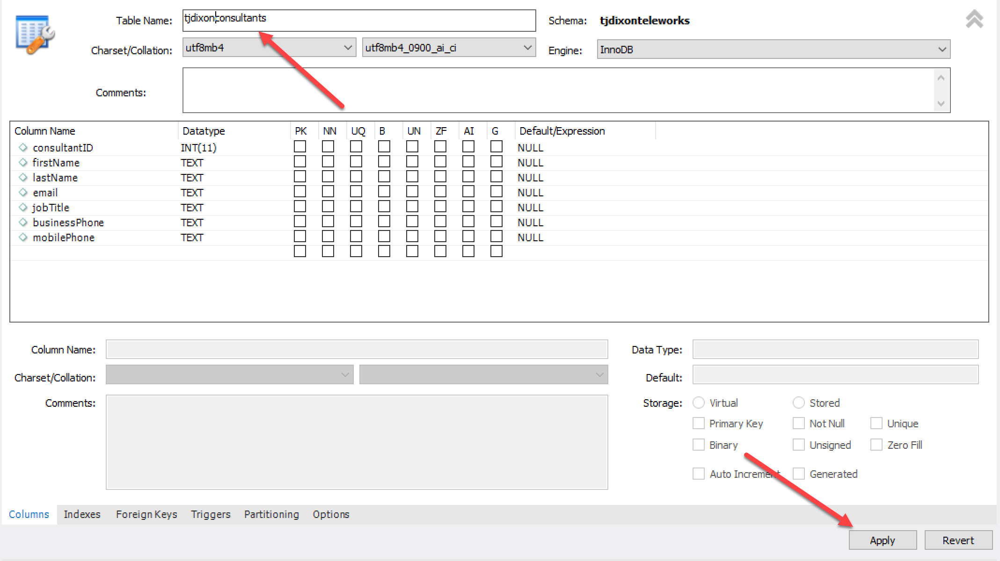 Table Name: tjdixonconsultants Schema: tjdixonteleworks
Charset/Collation: utf8mb4 utf8mb4_0900_ai_ci Engine: InnoDB
Comments:
Column Name Datatype PK NN UQ B UN ZF AI G Default/Expression
consultantID INT(11) NULL
firstName TEXT NULL
lastName TEXT NULL
email TEXT NULL
jobTitle TEXT NULL
businessPhone TEXT NULL
mobilePhone TEXT NULL
Column Name: Data Type:
Charset/Collation: Default:
Comments: Storage: Virtual Stored
Primary Key Not Null Unique
Binary Unsigned Zero Fill
Auto Increment Generated
Columns Indexes Foreign Keys Triggers Partitioning Options
Apply Revert